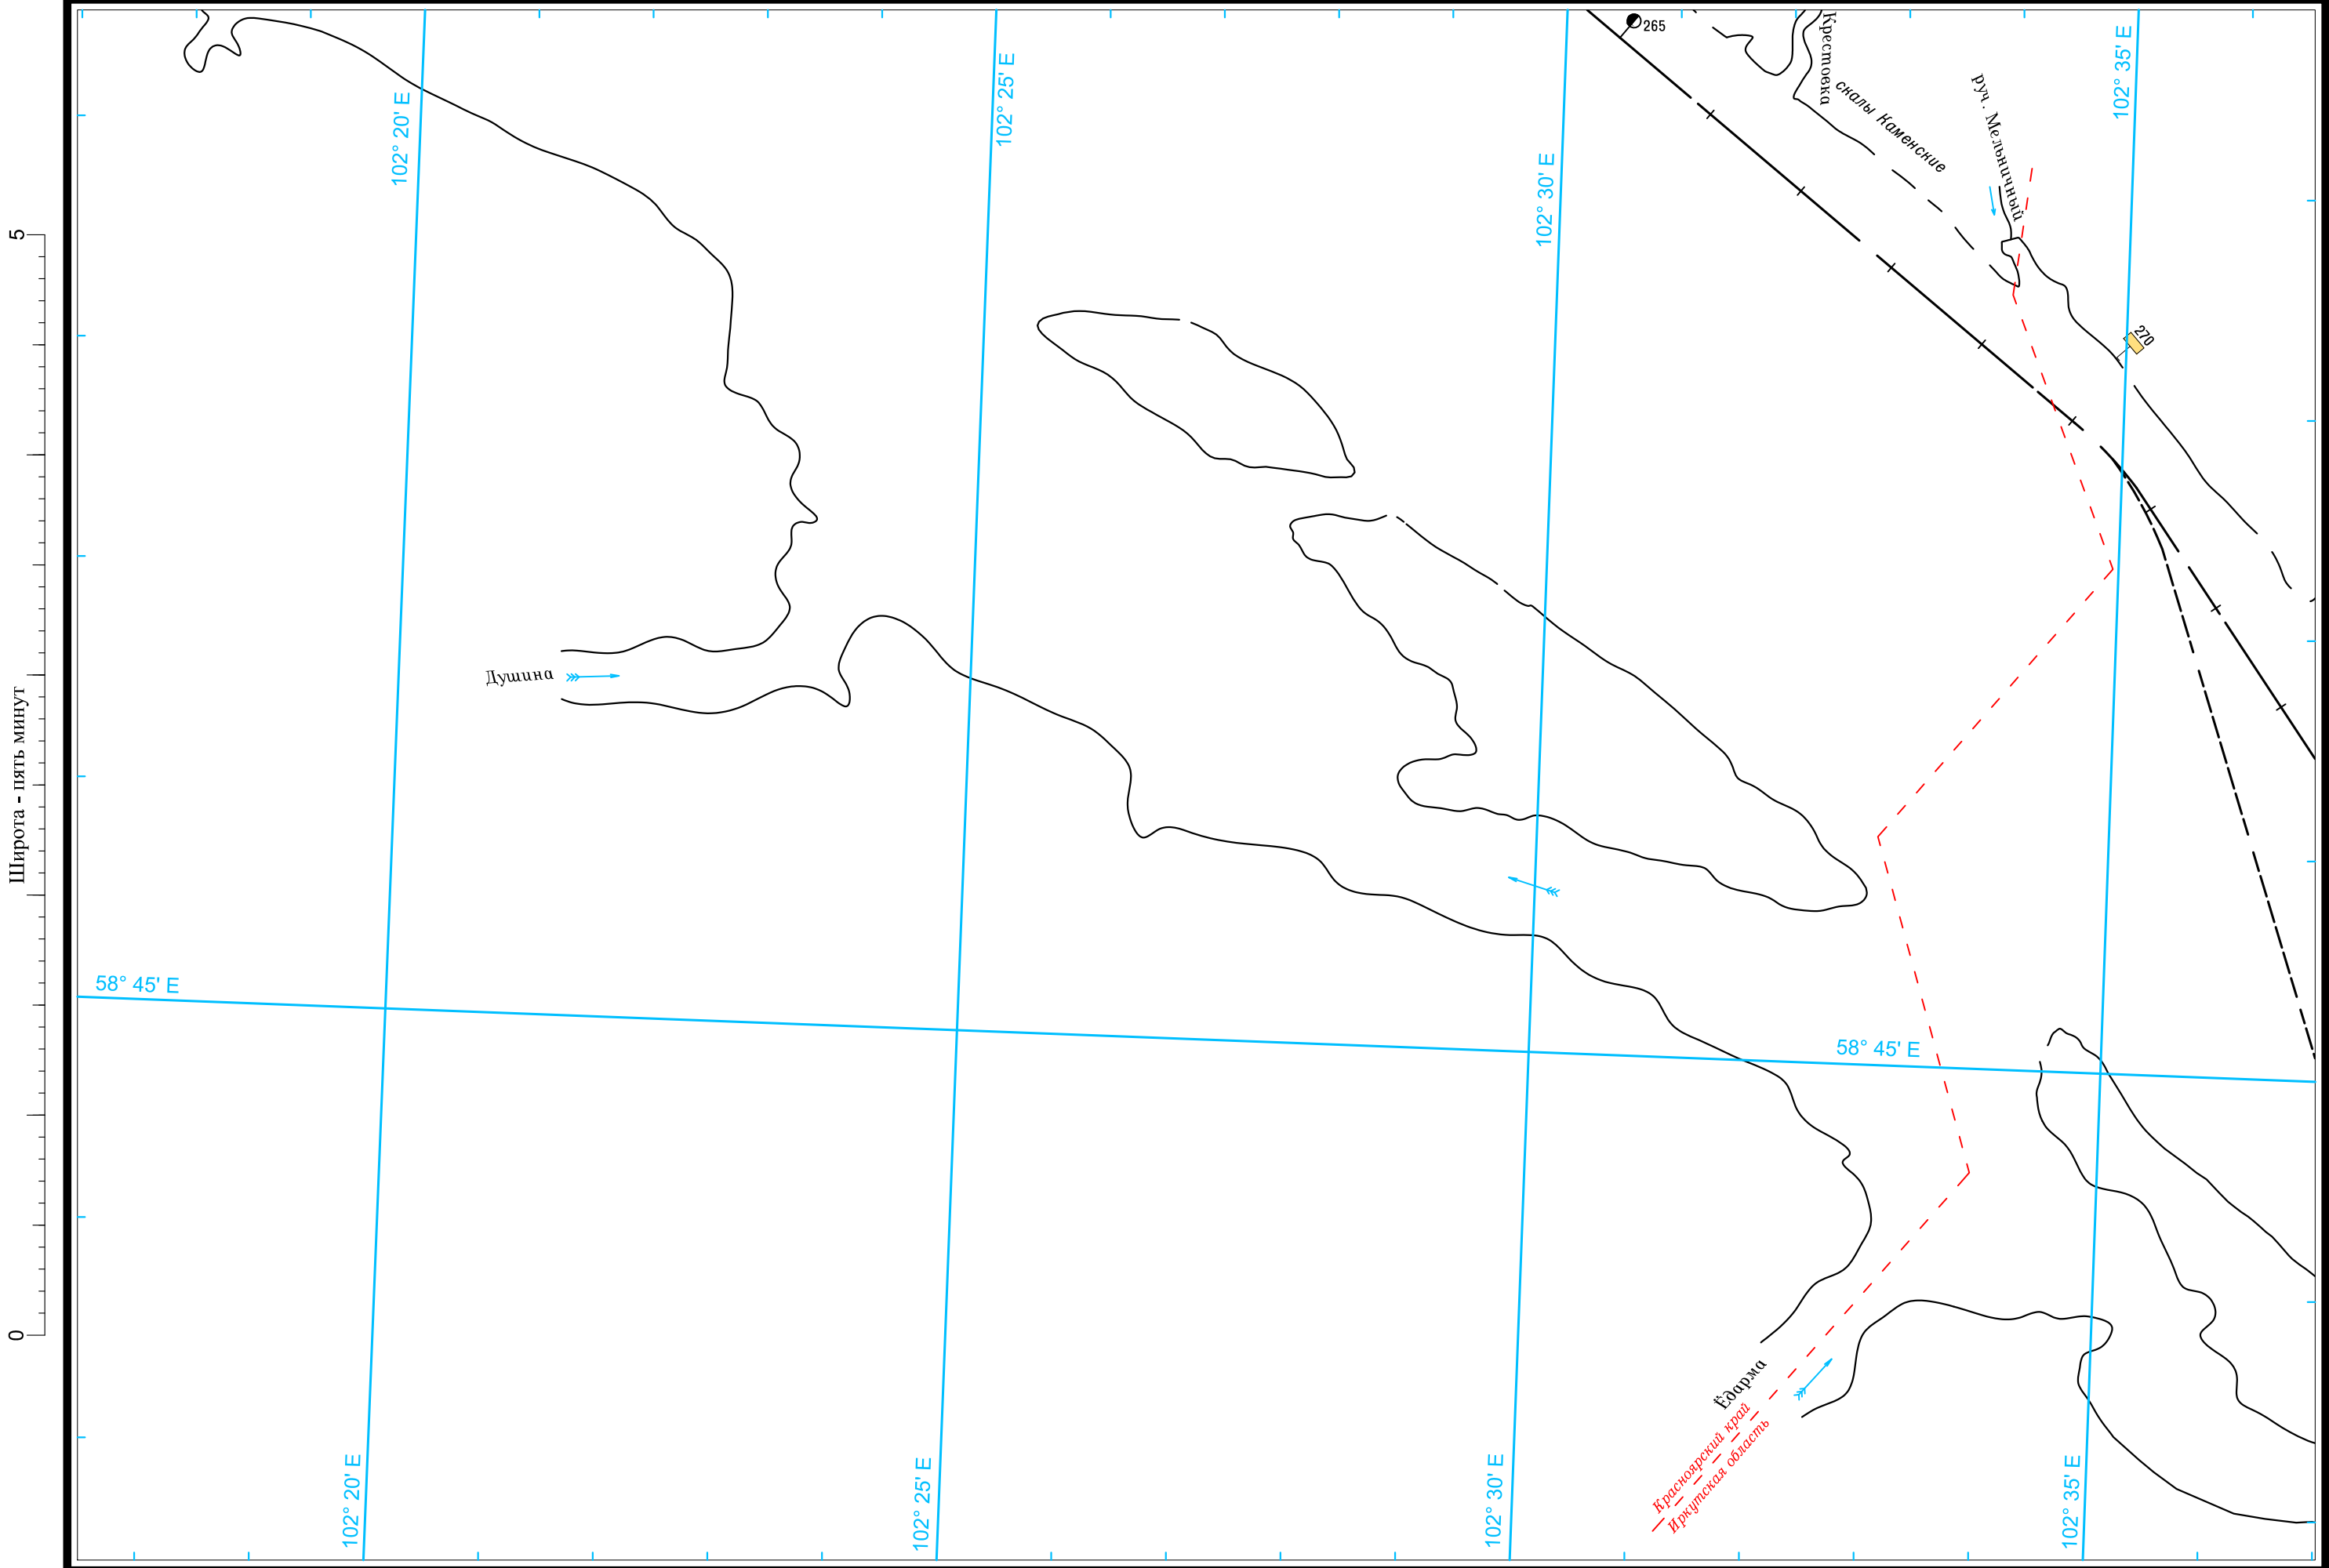 265
Крестовка
скалы Каменские
руч. Мельничный
102° 35' E
102° 25' E
102° 20' E
102° 30' E
5
270
Душина
Широта - пять минут
58° 45' E
58° 45' E
0
Ёдарма
Красноярский край
Иркутская область
102° 20' E
102° 25' E
102° 30' E
102° 35' E